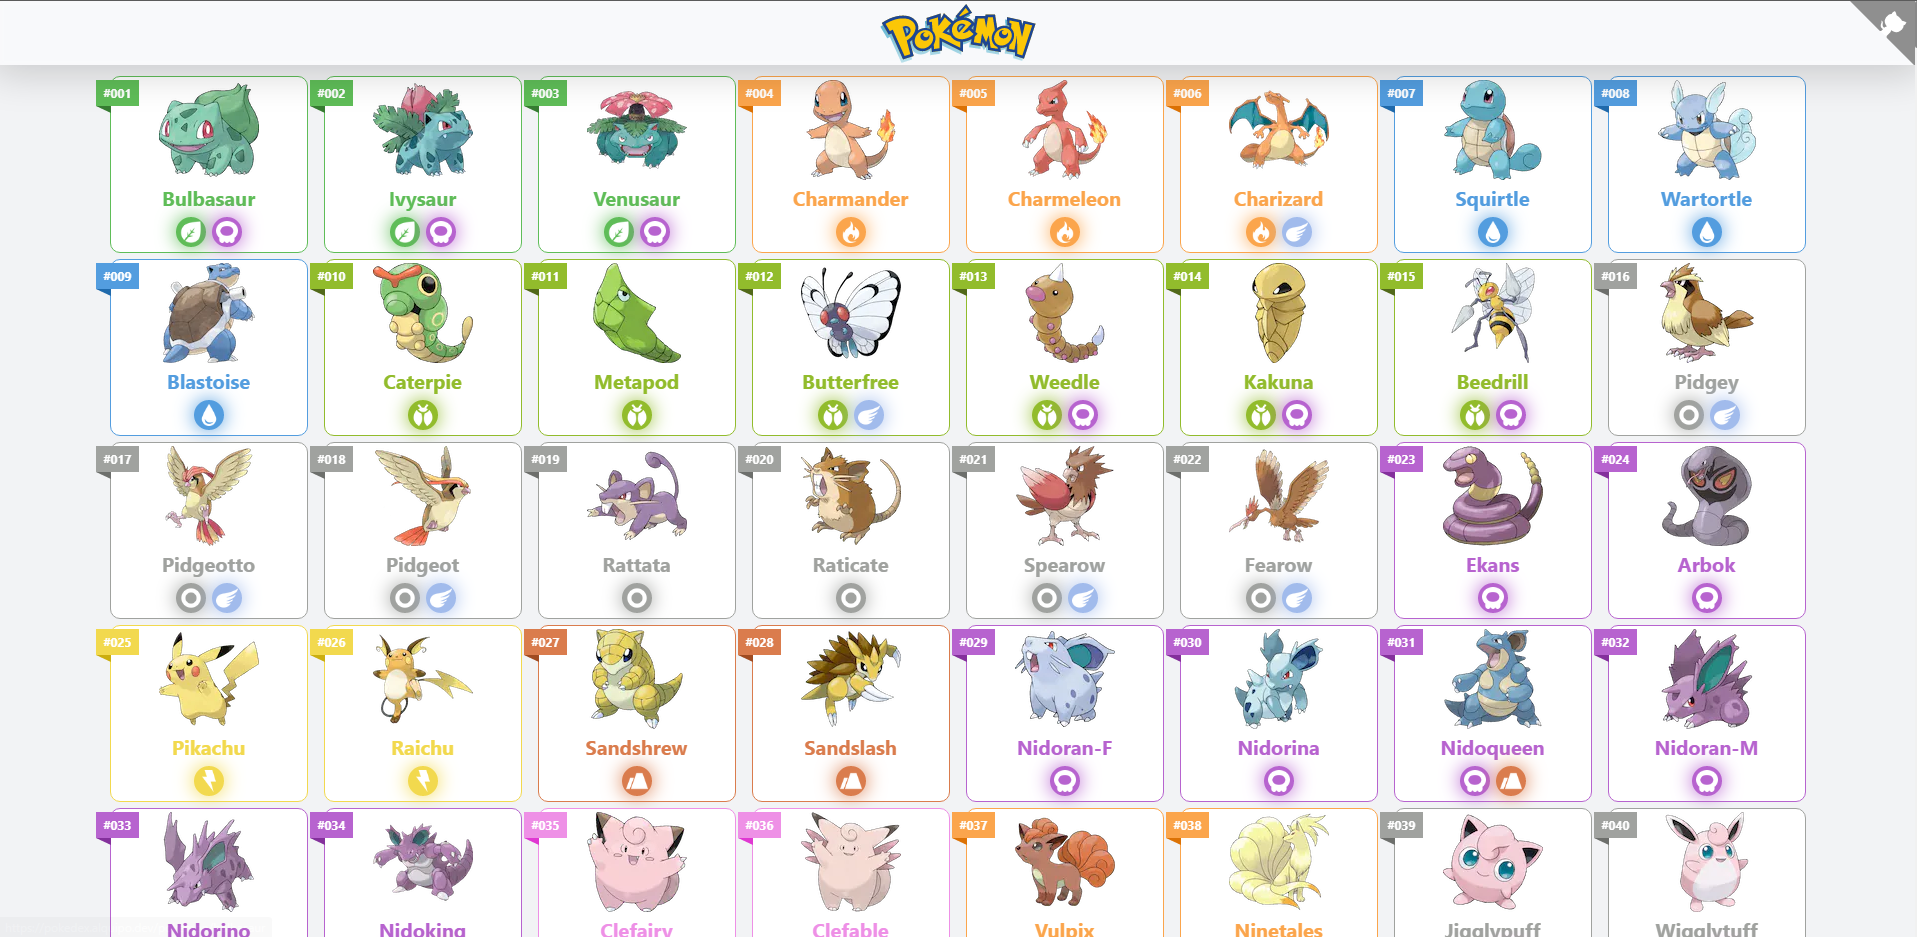 POKÉMON
#001
#002
#003
#004
#005
#006
#007
#008
Bulbasaur
Ivysaur
Venusaur
Charmander
Charmeleon
Charizard
Squirtle
Wartortle
#009
#010
#011
#012
#013
#014
#015
#016
Blastoise
Caterpie
Metapod
Butterfree
Weedle
Kakuna
Beedrill
Pidgey
#017
#018
#019
#020
#021
#022
#023
#024
Pidgeotto
Pidgeot
Rattata
Raticate
Spearow
Fearow
Ekans
Arbok
#025
#026
#027
#028
#029
#030
#031
#032
Pikachu
Raichu
Sandshrew
Sandslash
Nidoran-F
Nidorina
Nidoqueen
Nidoran-M
#033
#034
#035
#036
#037
#038
#039
#040
Nidorino
Nidoking
Clefairy
Clefable
Vulpix
Ninetales
Jigglypuff
Wigglytuff